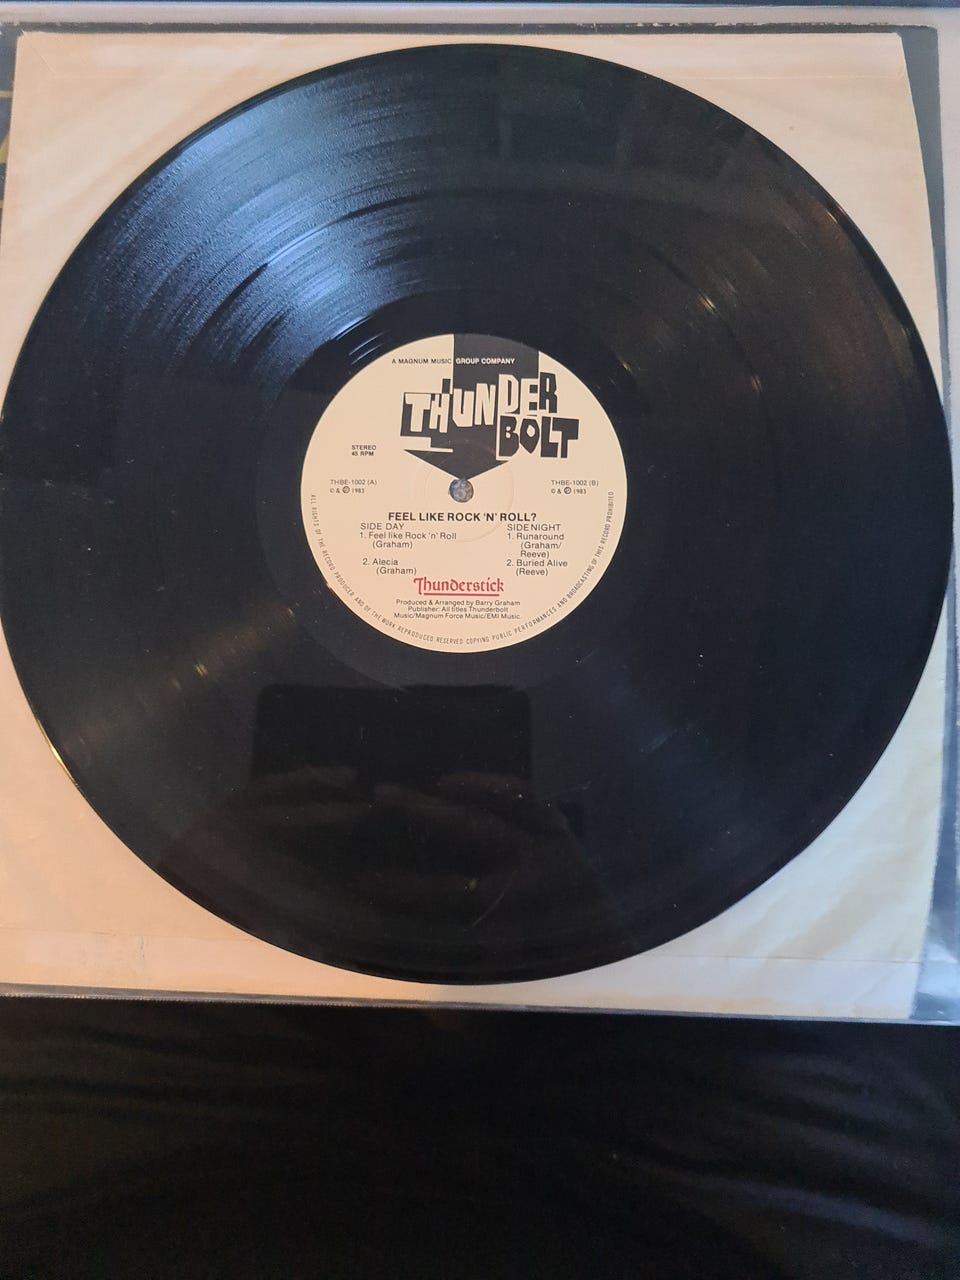 A MAGNUM MUSIC GROUP COMPANY
THUNDER
BOLT
STEREO
45 RPM
THBE-1002 (A)
© & ℗ 1983
THBE-1002 (B)
© & ℗ 1983
FEEL LIKE ROCK 'N' ROLL?
SIDE DAY
1. Feel like Rock 'n' Roll
(Graham)
2. Alecia
(Graham)
SIDE NIGHT
1. Runaround
(Graham/
Reeve)
2. Buried Alive
(Reeve)
Thunderstick
Produced & Arranged by Barry Graham
Publisher: All titles Thunderbolt
Music/Magnum Force Music/EMI Music.
ALL RIGHTS OF THE RECORD PRODUCER AND OF THE WORK REPRODUCED RESERVED COPYING PUBLIC PERFORMANCES AND BROADCASTING OF THIS RECORD PROHIBITED